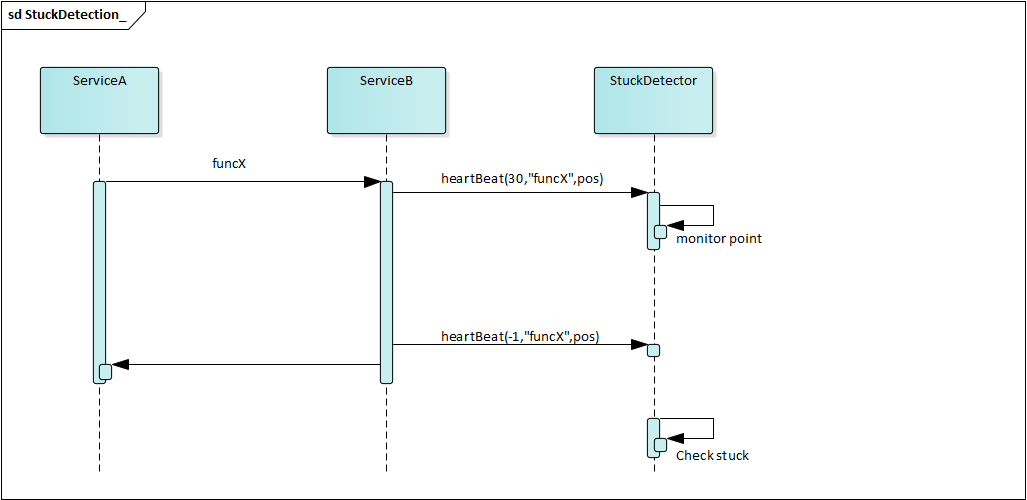 sd StuckDetection_
ServiceA
ServiceB
StuckDetector
funcX
heartBeat(30,"funcX",pos)
monitor point
heartBeat(-1,"funcX",pos)
Check stuck